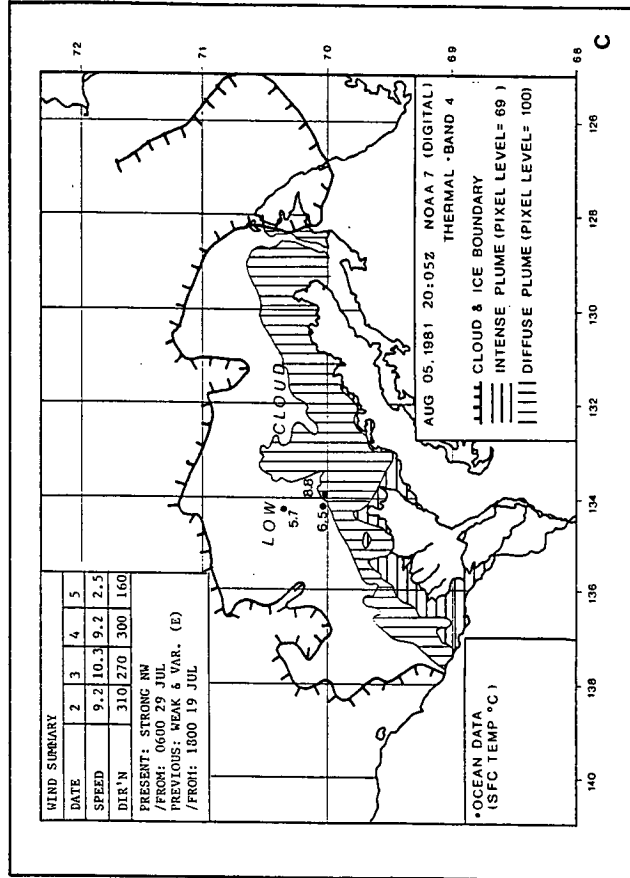 WIND SUMMARY
DATE 2 3 4 5
SPEED 9.2 10.3 9.2 2.5
DIR'N 310 270 300 160
PRESENT: STRONG NW
/FROM: 0600 29 JUL
PREVIOUS: WEAK & VAR. (E)
/FROM: 1800 19 JUL
72
71
70
69
68
LOW
5.7
6.5
8.8
CLOUD
•OCEAN DATA
(SFC TEMP °C)
AUG 05,1981 20:05Z NOAA 7 (DIGITAL)
THERMAL -BAND 4
CLOUD & ICE BOUNDARY
INTENSE PLUME (PIXEL LEVEL= 69 )
DIFFUSE PLUME (PIXEL LEVEL= 100)
140 138 136 134 132 130 128 126
C